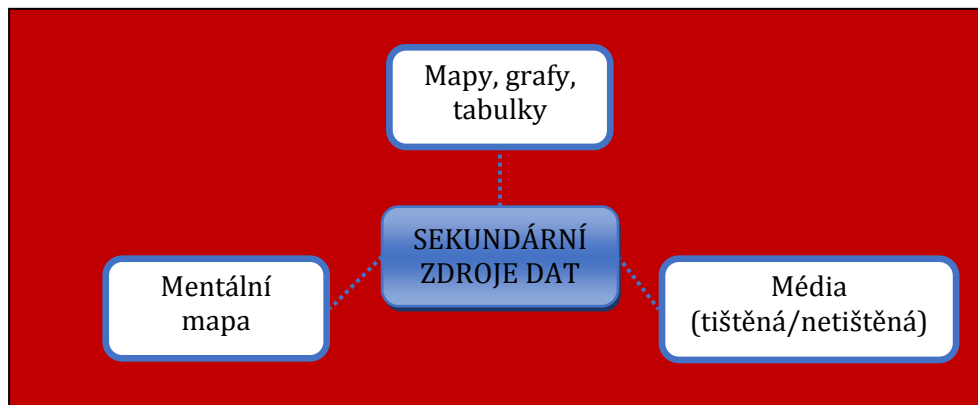 Mapy, grafy,
tabulky
SEKUNDÁRNÍ
ZDROJE DAT
Mentální
mapa
Média
(tištěná/netištěná)